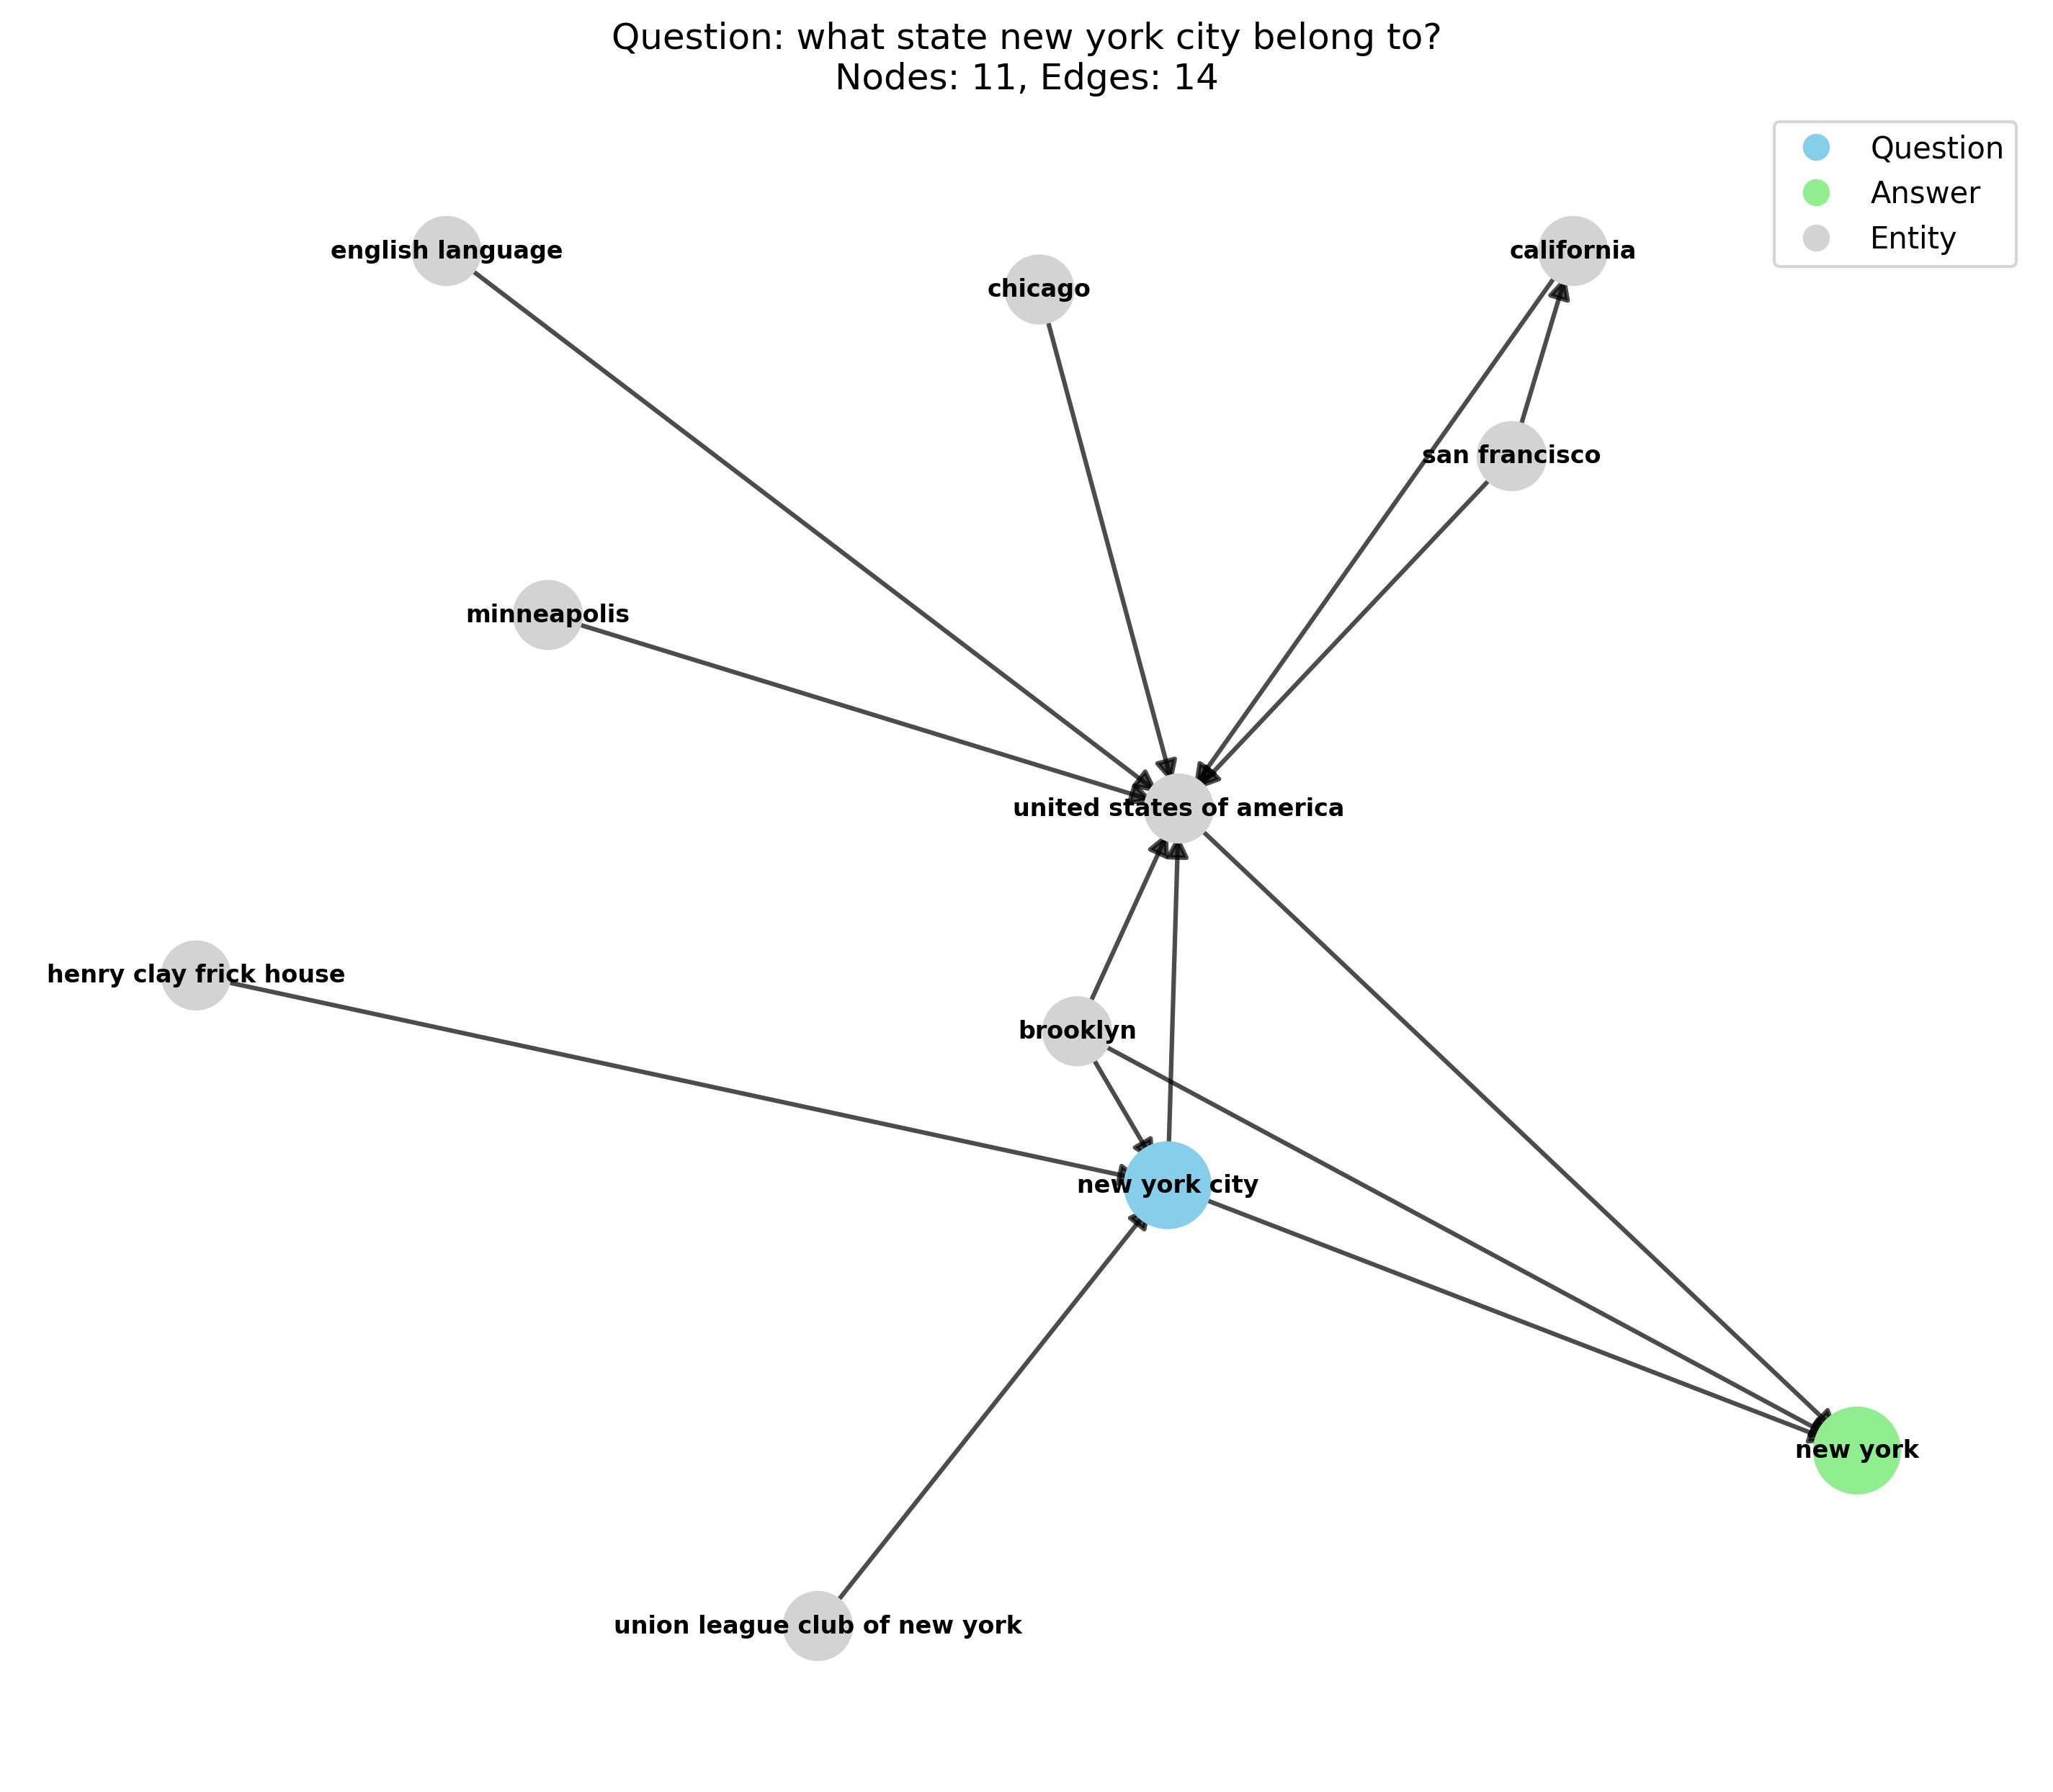 Question: what state new york city belong to?
Nodes: 11, Edges: 14
Question
Answer
Entity
english language
chicago
california
san francisco
minneapolis
united states of america
henry clay frick house
brooklyn
new york city
new york
union league club of new york